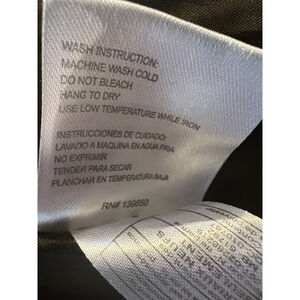 WASH INSTRUCTION:
MACHINE WASH COLD
DO NOT BLEACH
HANG TO DRY
USE LOW TEMPERATURE WHILE IRON
INSTRUCCIONES DE CUIDADO:
LAVADO A MAQUINA EN AGUA FRIA
NO EXPRIMIR
TENDER PARA SECAR
PLANCHAR EN TEMPERATURA BAJA
RN# 139850